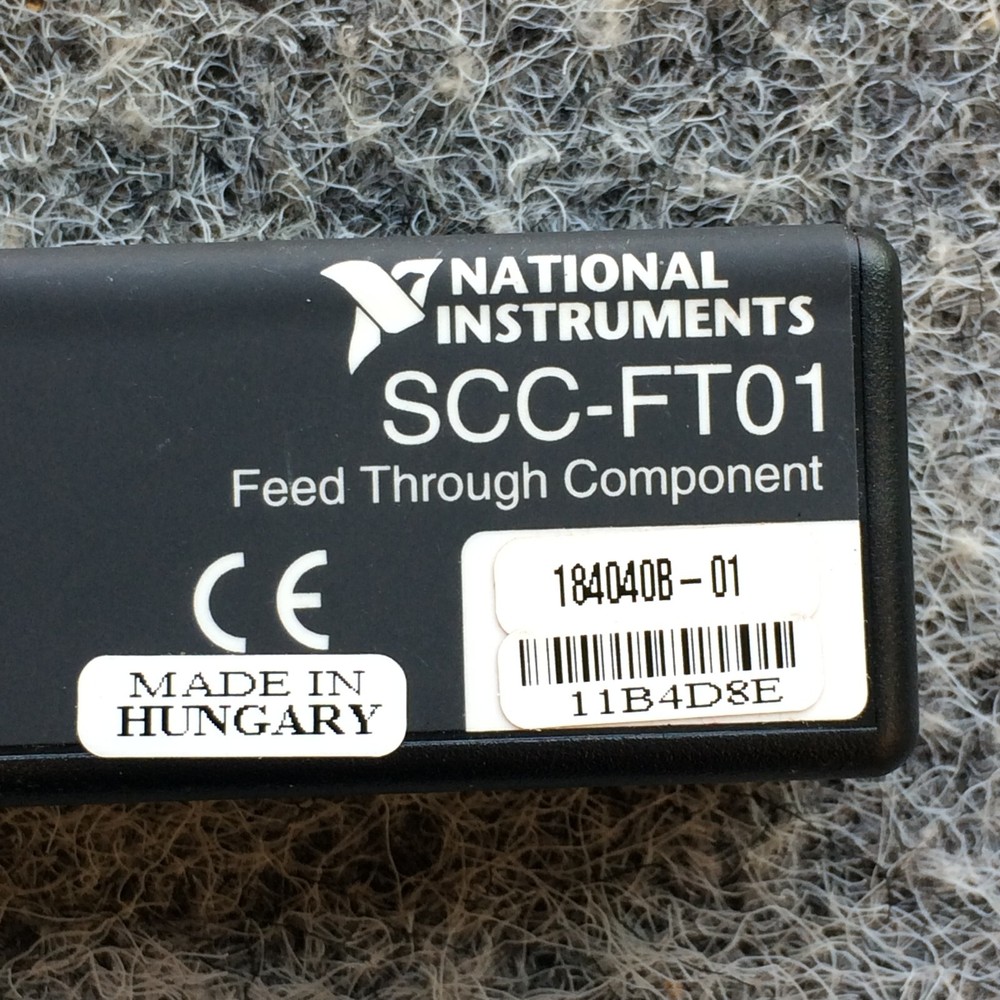 NATIONAL
INSTRUMENTS
SCC-FT01
Feed Through Component
CE
184040B-01
11B4D8E
MADE IN
HUNGARY